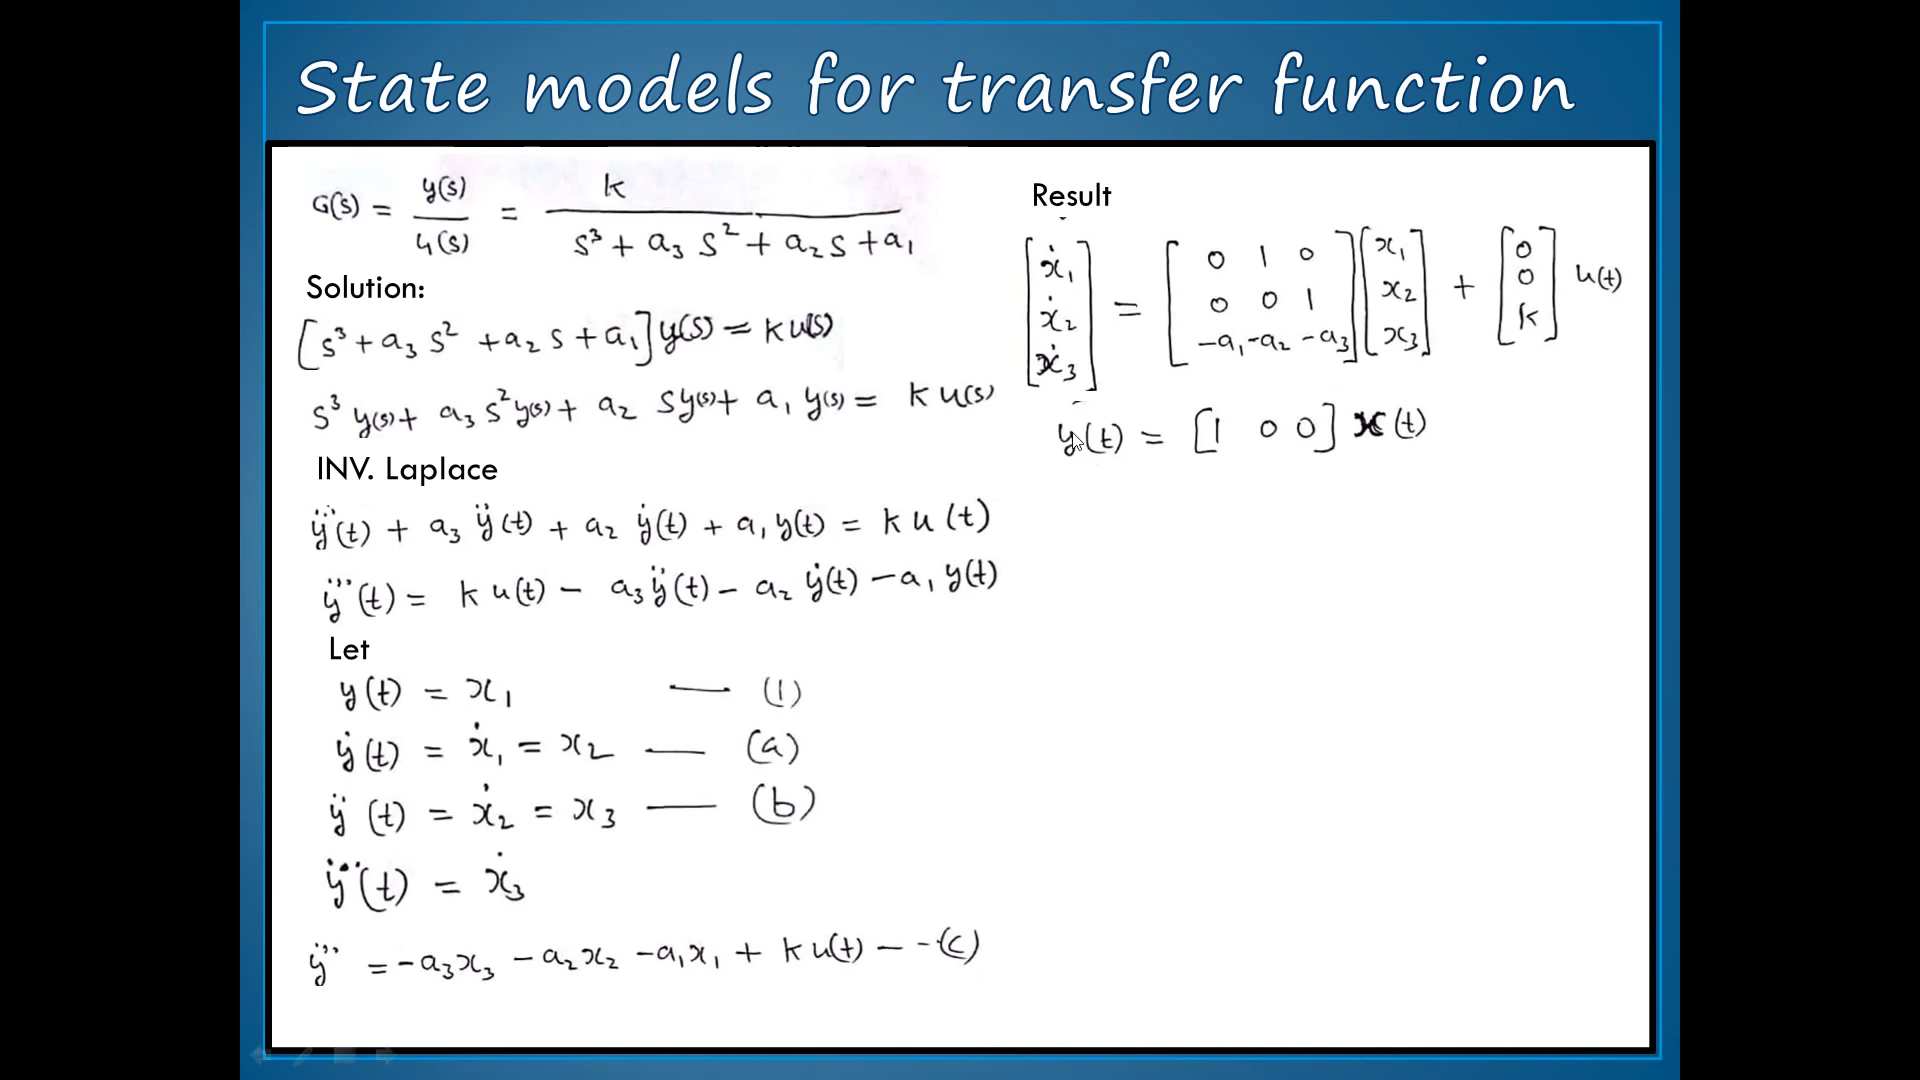 State models for transfer function
G(s) = y(s)/u(s) = k / (s³ + a₃ s² + a₂ s + a₁)
Solution:
[s³ + a₃ s² + a₂ s + a₁] y(s) = k u(s)
s³ y(s) + a₃ s² y(s) + a₂ s y(s) + a₁ y(s) = k u(s)
INV. Laplace
y⃛(t) + a₃ ÿ(t) + a₂ ẏ(t) + a₁ y(t) = k u(t)
y⃛(t) = k u(t) − a₃ ÿ(t) − a₂ ẏ(t) − a₁ y(t)
Let
y(t) = x₁ — (1)
ẏ(t) = ẋ₁ = x₂ — (a)
ÿ(t) = ẋ₂ = x₃ — (b)
y⃛(t) = ẋ₃
y⃛ = −a₃x₃ − a₂x₂ − a₁x₁ + k u(t) − -(c)
Result
[ẋ₁; ẋ₂; ẋ₃] = [0 1 0; 0 0 1; −a₁ −a₂ −a₃] [x₁; x₂; x₃] + [0; 0; k] u(t)
y(t) = [1 0 0] x(t)